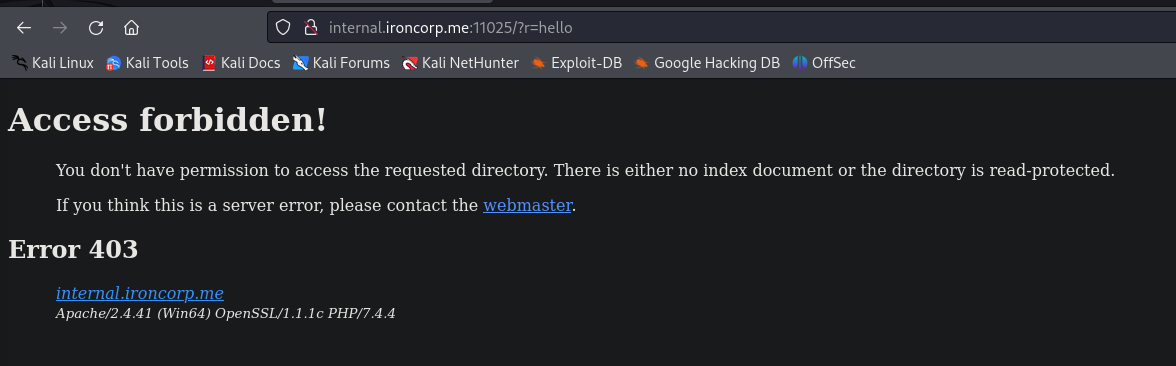 internal.ironcorp.me:11025/?r=hello
Kali Linux Kali Tools Kali Docs Kali Forums Kali NetHunter Exploit-DB Google Hacking DB OffSec
Access forbidden!
You don't have permission to access the requested directory. There is either no index document or the directory is read-protected.
If you think this is a server error, please contact the webmaster.
Error 403
internal.ironcorp.me
Apache/2.4.41 (Win64) OpenSSL/1.1.1c PHP/7.4.4